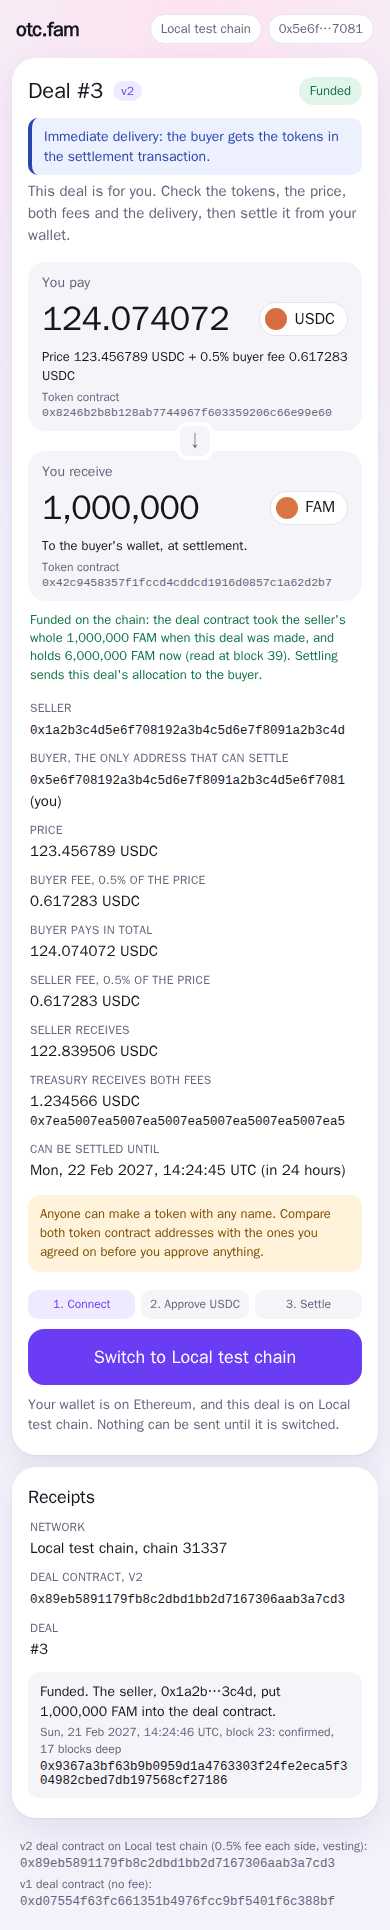 otc.fam
Local test chain
0x5e6f···7081
Deal #3
v2
Funded
Immediate delivery: the buyer gets the tokens in
the settlement transaction.
This deal is for you. Check the tokens, the price,
both fees and the delivery, then settle it from your
wallet.
You pay
124.074072
USDC
Price 123.456789 USDC + 0.5% buyer fee 0.617283
USDC
Token contract
0x8246b2b8b128ab7744967f603359206c66e99e60
↓
You receive
1,000,000
FAM
To the buyer's wallet, at settlement.
Token contract
0x42c9458357f1fccd4cddcd1916d0857c1a62d2b7
Funded on the chain: the deal contract took the seller's
whole 1,000,000 FAM when this deal was made, and
holds 6,000,000 FAM now (read at block 39). Settling
sends this deal's allocation to the buyer.
SELLER
0x1a2b3c4d5e6f708192a3b4c5d6e7f8091a2b3c4d
BUYER, THE ONLY ADDRESS THAT CAN SETTLE
0x5e6f708192a3b4c5d6e7f8091a2b3c4d5e6f7081
(you)
PRICE
123.456789 USDC
BUYER FEE, 0.5% OF THE PRICE
0.617283 USDC
BUYER PAYS IN TOTAL
124.074072 USDC
SELLER FEE, 0.5% OF THE PRICE
0.617283 USDC
SELLER RECEIVES
122.839506 USDC
TREASURY RECEIVES BOTH FEES
1.234566 USDC
0x7ea5007ea5007ea5007ea5007ea5007ea5007ea5
CAN BE SETTLED UNTIL
Mon, 22 Feb 2027, 14:24:45 UTC (in 24 hours)
Anyone can make a token with any name. Compare
both token contract addresses with the ones you
agreed on before you approve anything.
1. Connect
2. Approve USDC
3. Settle
Switch to Local test chain
Your wallet is on Ethereum, and this deal is on Local
test chain. Nothing can be sent until it is switched.
Receipts
NETWORK
Local test chain, chain 31337
DEAL CONTRACT, V2
0x89eb5891179fb8c2dbd1bb2d7167306aab3a7cd3
DEAL
#3
Funded. The seller, 0x1a2b···3c4d, put
1,000,000 FAM into the deal contract.
Sun, 21 Feb 2027, 14:24:46 UTC, block 23: confirmed,
17 blocks deep
0x9367a3bf63b9b0959d1a4763303f24fe2eca5f3
04982cbed7db197568cf27186
v2 deal contract on Local test chain (0.5% fee each side, vesting):
0x89eb5891179fb8c2dbd1bb2d7167306aab3a7cd3
v1 deal contract (no fee):
0xd07554f63fc661351b4976fcc9bf5401f6c388bf